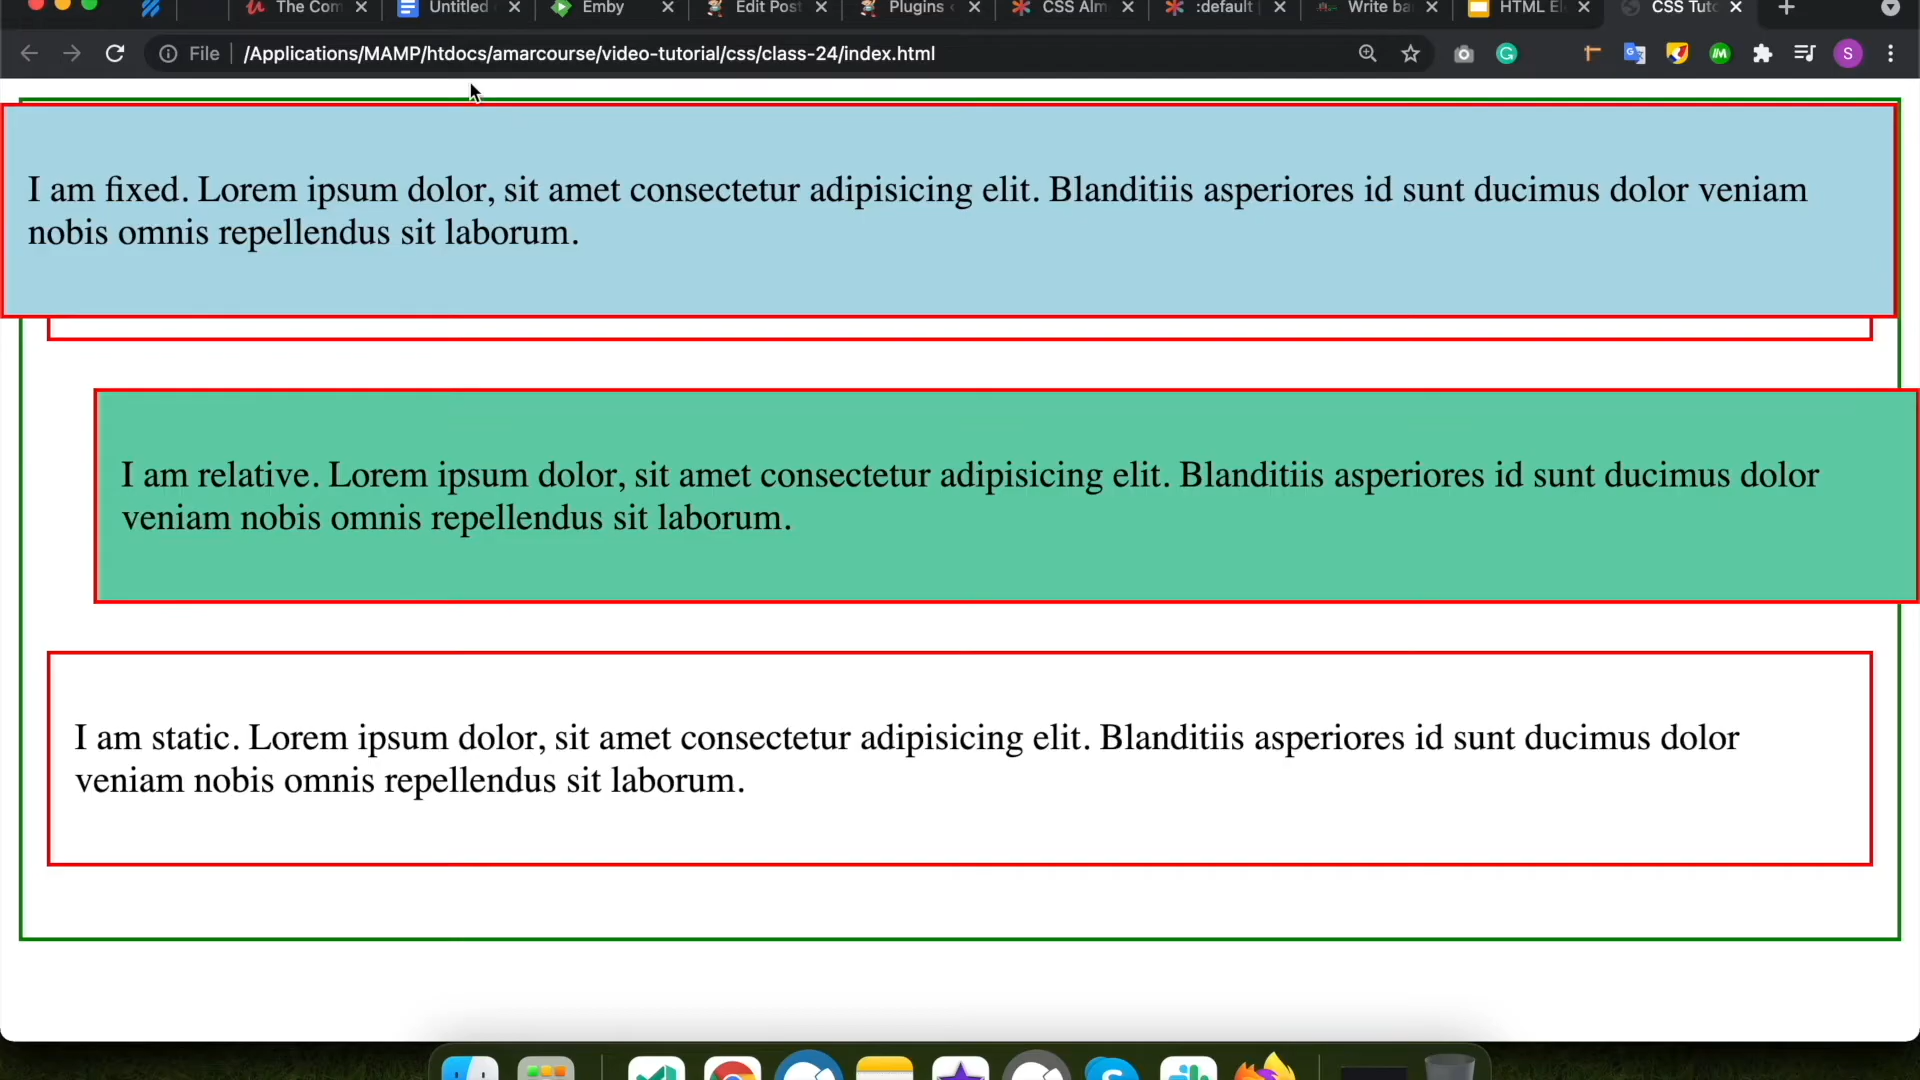 The Com
Untitled
Emby
Edit Post
Plugins
CSS Alm
:default
Write ba
HTML El
CSS Tuto
File
/Applications/MAMP/htdocs/amarcourse/video-tutorial/css/class-24/index.html
S
I am fixed. Lorem ipsum dolor, sit amet consectetur adipisicing elit. Blanditiis asperiores id sunt ducimus dolor veniam
nobis omnis repellendus sit laborum.
I am relative. Lorem ipsum dolor, sit amet consectetur adipisicing elit. Blanditiis asperiores id sunt ducimus dolor
veniam nobis omnis repellendus sit laborum.
I am static. Lorem ipsum dolor, sit amet consectetur adipisicing elit. Blanditiis asperiores id sunt ducimus dolor
veniam nobis omnis repellendus sit laborum.